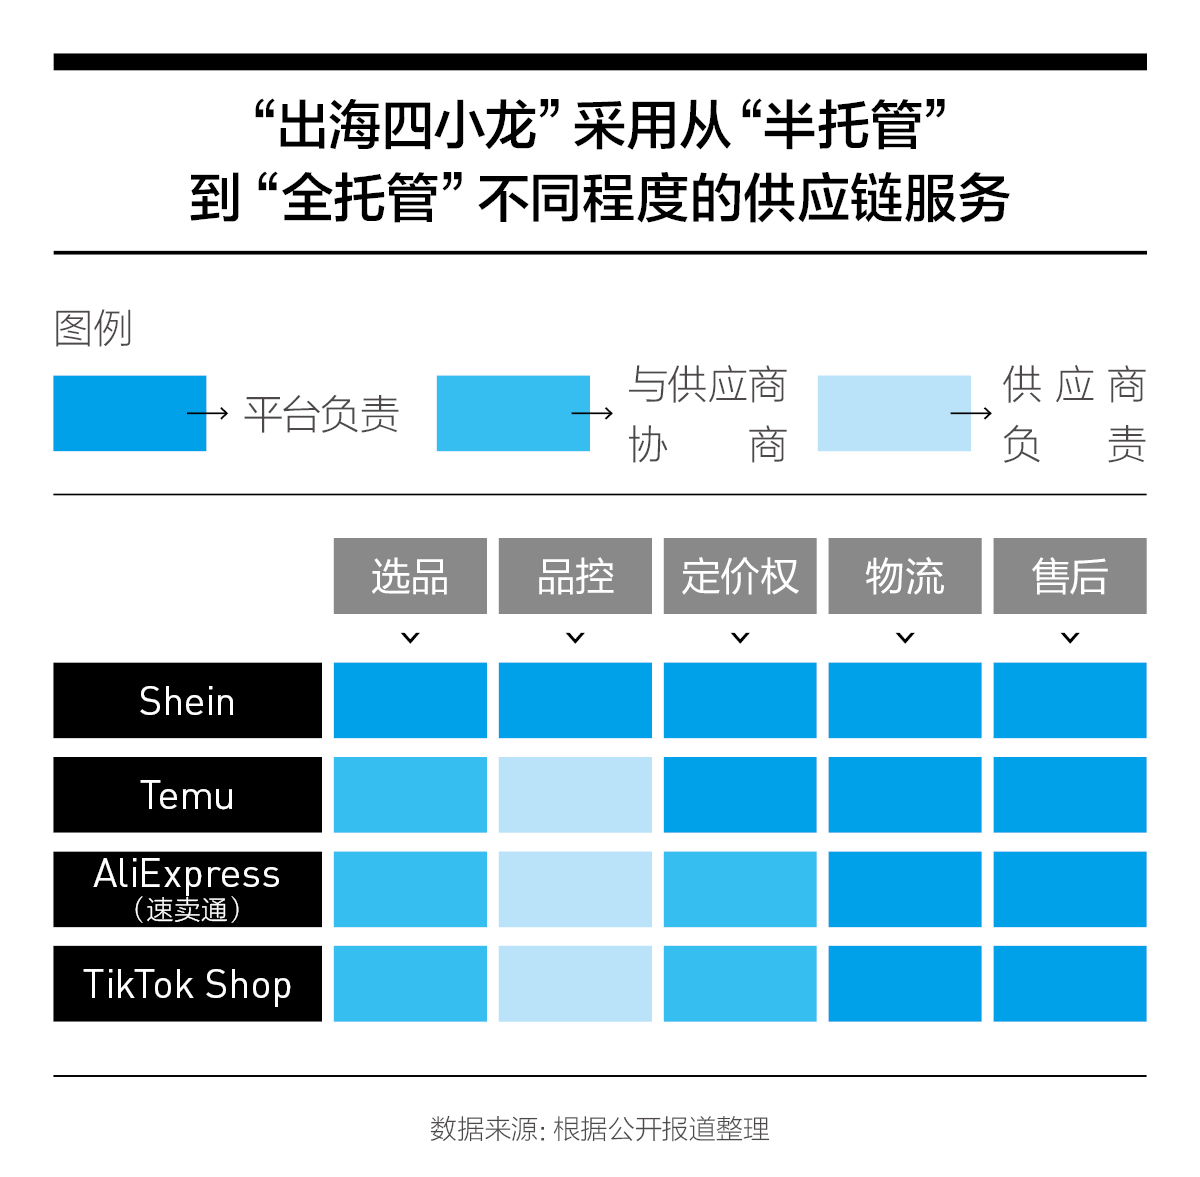 “出海四小龙” 采用从 “半托管”
到 “全托管” 不同程度的供应链服务
图例
平台负责
与供应商
协商
供应商
负责
选品 品控 定价权 物流 售后
Shein
Temu
AliExpress
（速卖通）
TikTok Shop
数据来源：根据公开报道整理